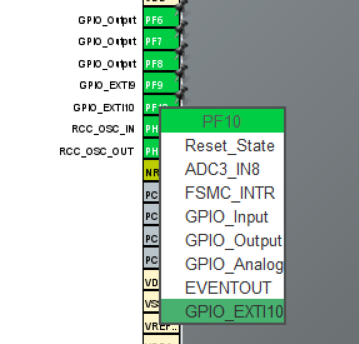 GPIO_Output PF6
GPIO_Output PF7
GPIO_Output PF8
GPIO_EXTI9 PF9
GPIO_EXTI10 PF10
RCC_OSC_IN PH
RCC_OSC_OUT PH
NR
PC
PC
PC
PC
VD
VS
VREF..
PF10
Reset_State
ADC3_IN8
FSMC_INTR
GPIO_Input
GPIO_Output
GPIO_Analog
EVENTOUT
GPIO_EXTI10